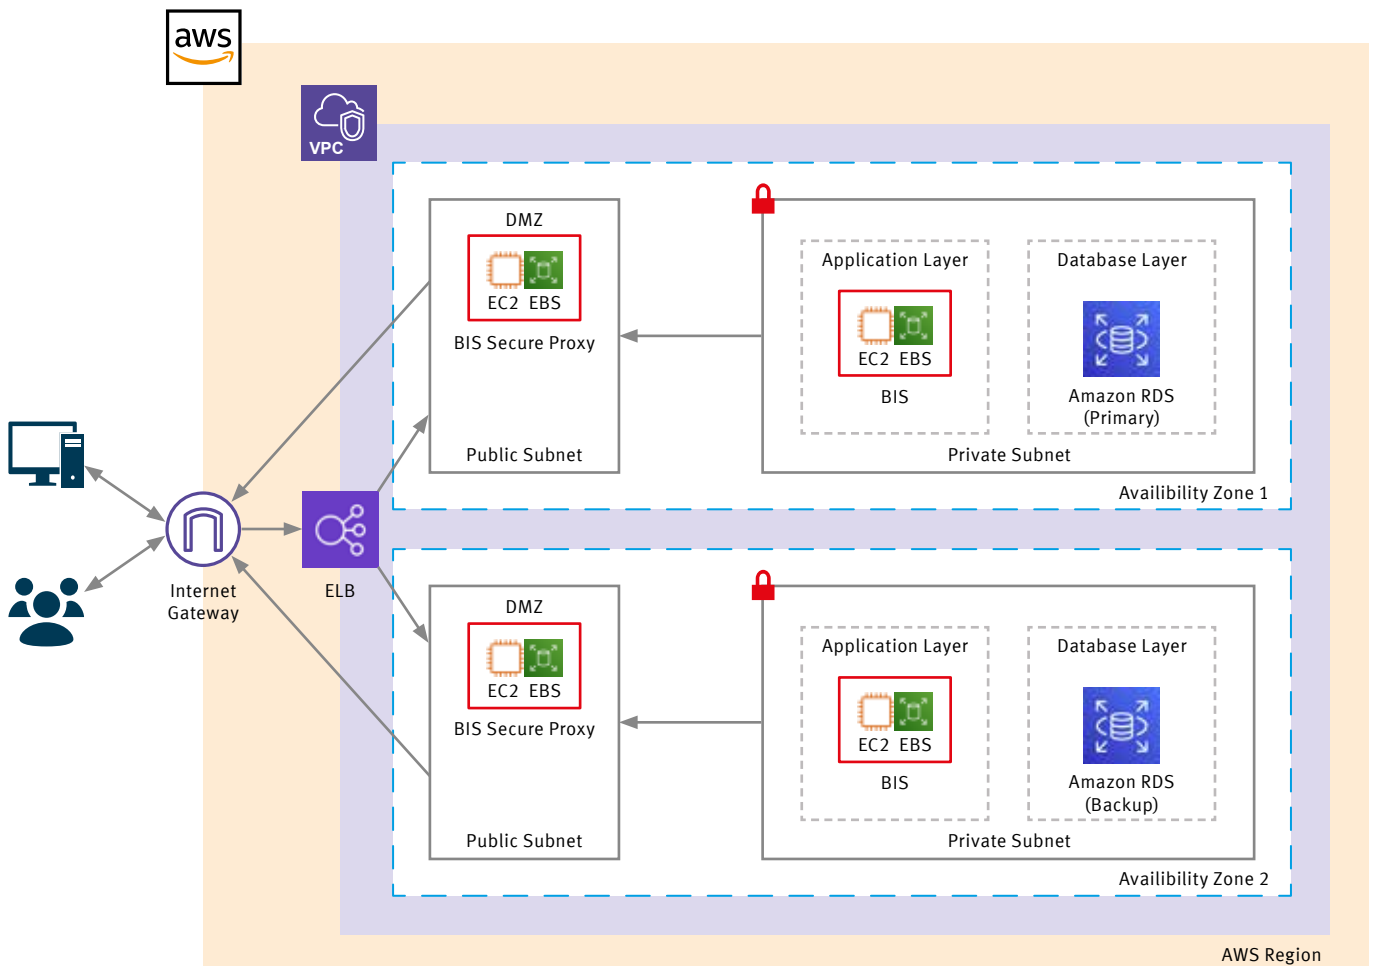 aws
VPC
DMZ
EC2 EBS
BIS Secure Proxy
Public Subnet
Application Layer
EC2 EBS
BIS
Database Layer
Amazon RDS
(Primary)
Private Subnet
Availibility Zone 1
Internet
Gateway
ELB
DMZ
EC2 EBS
BIS Secure Proxy
Public Subnet
Application Layer
EC2 EBS
BIS
Database Layer
Amazon RDS
(Backup)
Private Subnet
Availibility Zone 2
AWS Region